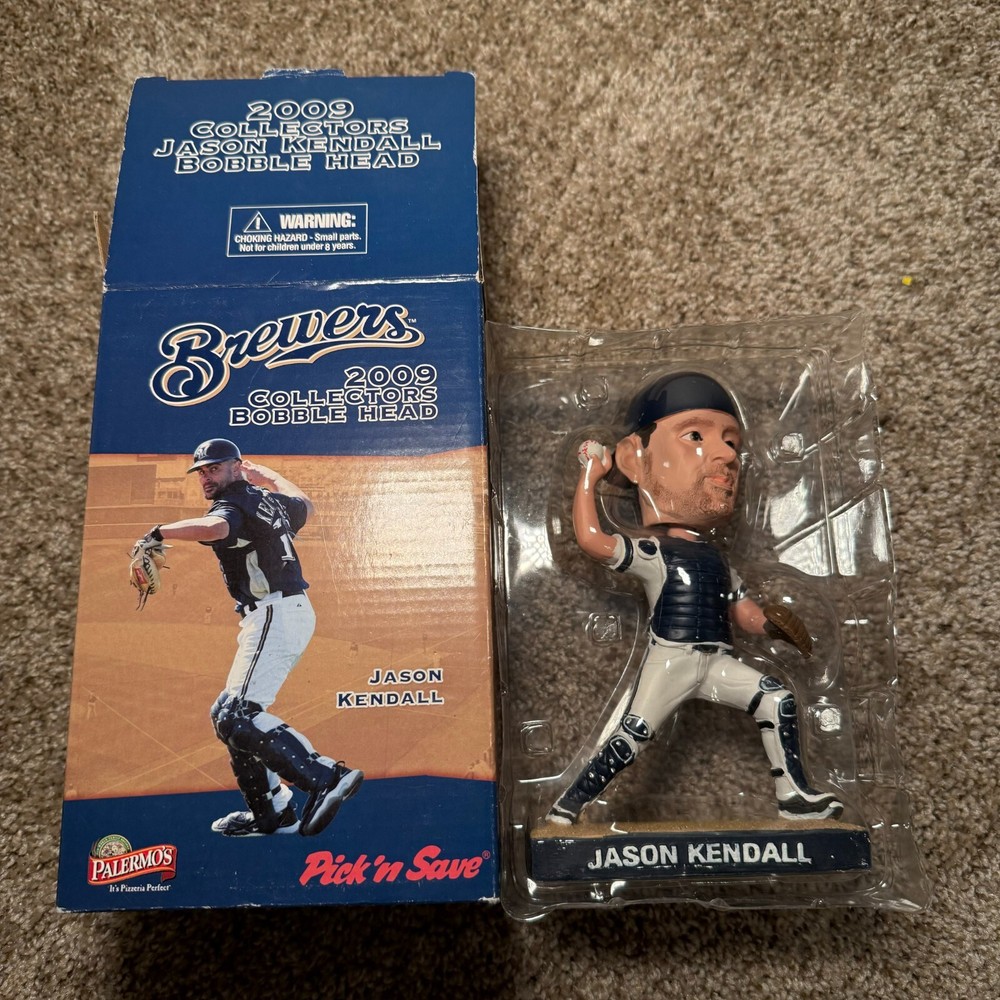 2009
COLLECTORS
JASON KENDALL
BOBBLE HEAD
WARNING:
CHOKING HAZARD - Small parts.
Not for children under 8 years.
Brewers™
2009
COLLECTORS
BOBBLE HEAD
JASON
KENDALL
PALERMO'S
It's Pizzeria Perfect
Pick 'n Save®
JASON KENDALL